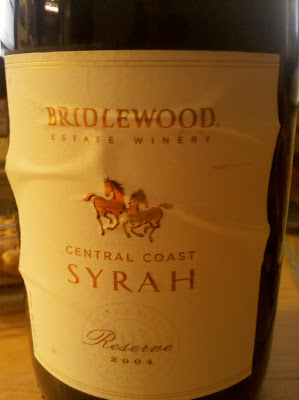 BRIDLEWOOD.
ESTATE WINERY
CENTRAL COAST
SYRAH
Reserve
2004